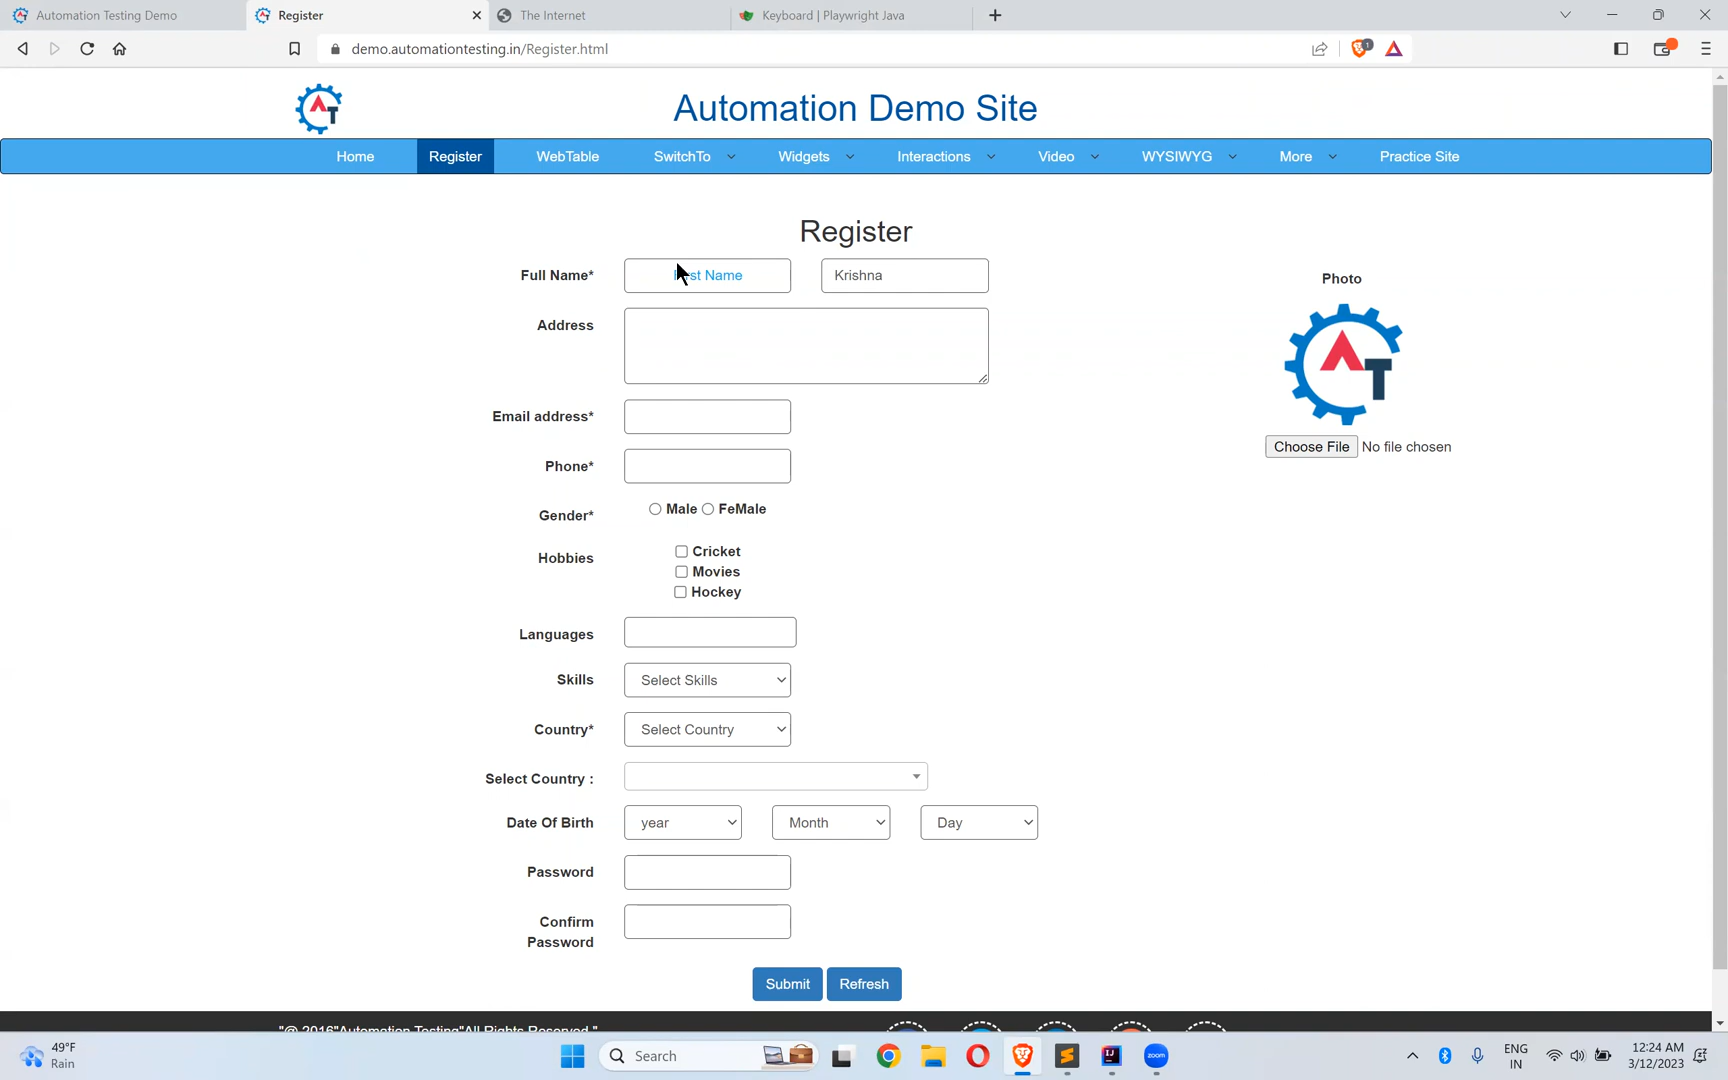 Automation Testing Demo
Register
The Internet
Keyboard | Playwright Java
demo.automationtesting.in/Register.html
1
AT
Automation Demo Site
Home Register WebTable SwitchTo Widgets Interactions Video WYSIWYG More Practice Site
Register
Full Name* Name Krishna
Photo
AT
Choose File No file chosen
Address
Email address*
Phone*
Gender* Male FeMale
Hobbies Cricket
Movies
Hockey
Languages
Skills Select Skills
Country* Select Country
Select Country :
Date Of Birth year Month Day
Password
Confirm
Password
Submit Refresh
"@ 2016"Automation Testing"All Rights Reserved."
49°F
Rain
Search
zoom
ENG
IN
12:24 AM
3/12/2023